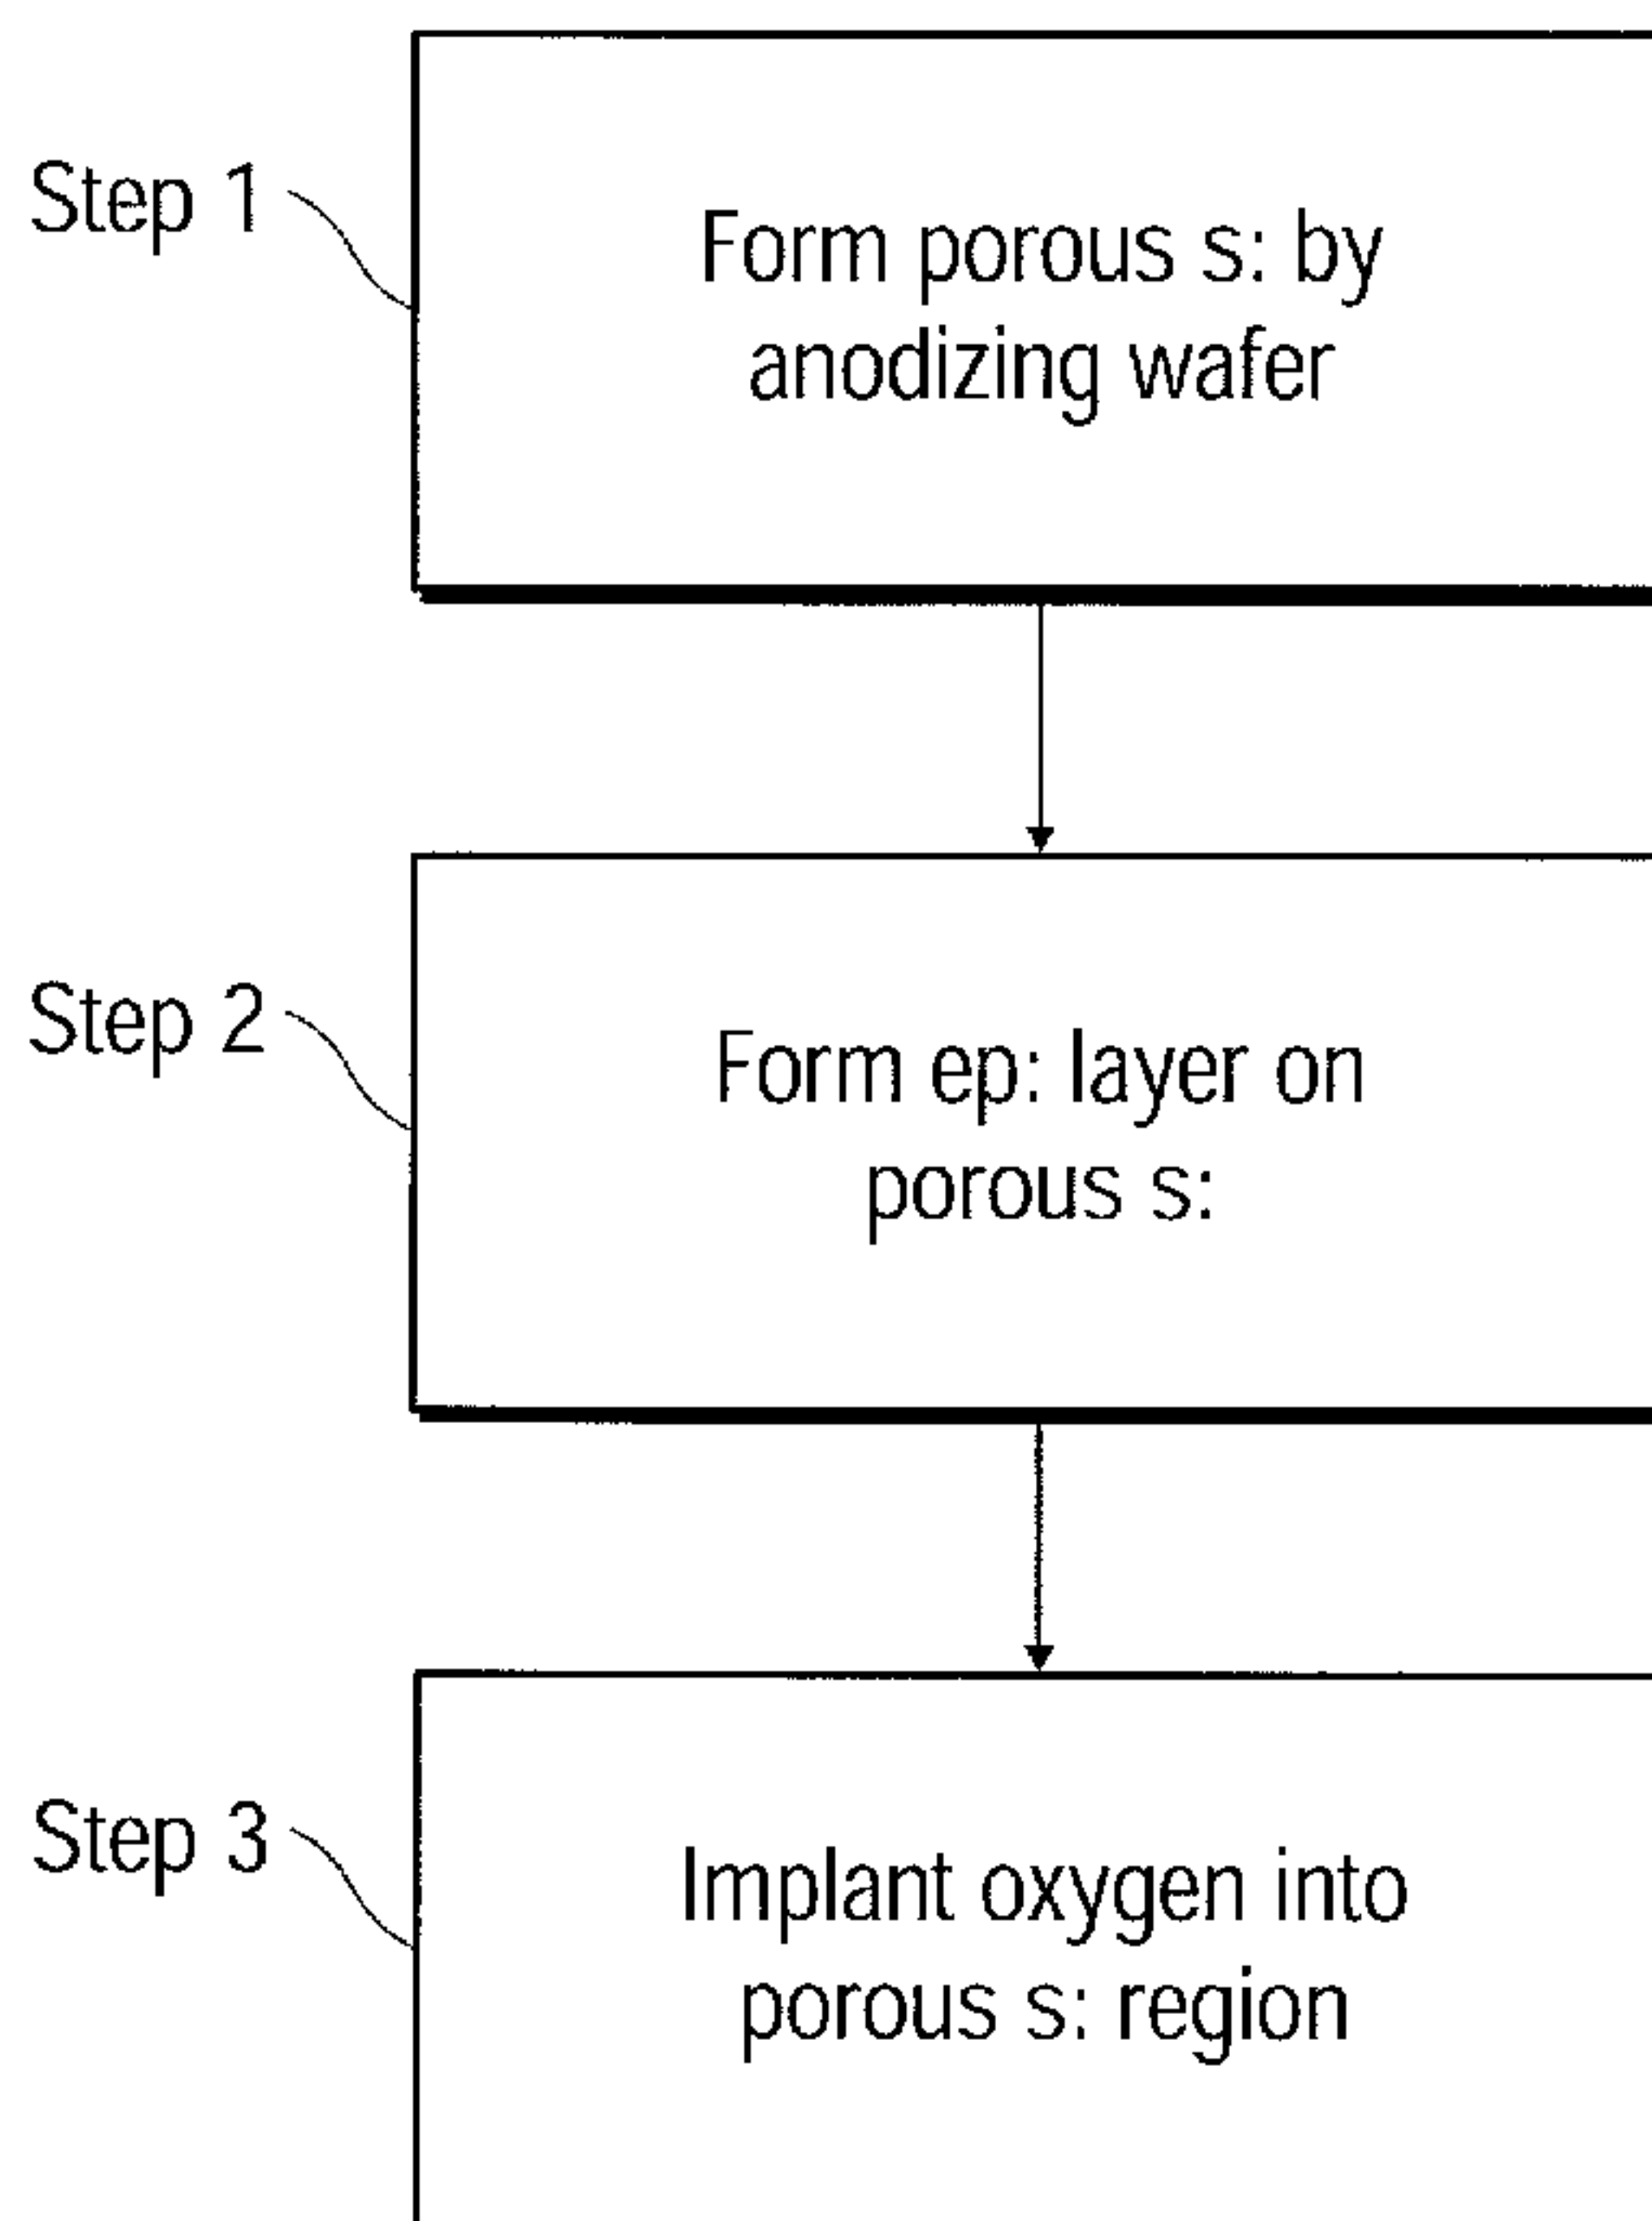 Step 1
Form porous s: by
anodizing wafer
Step 2
Form ep: layer on
porous s:
Step 3
Implant oxygen into
porous s: region